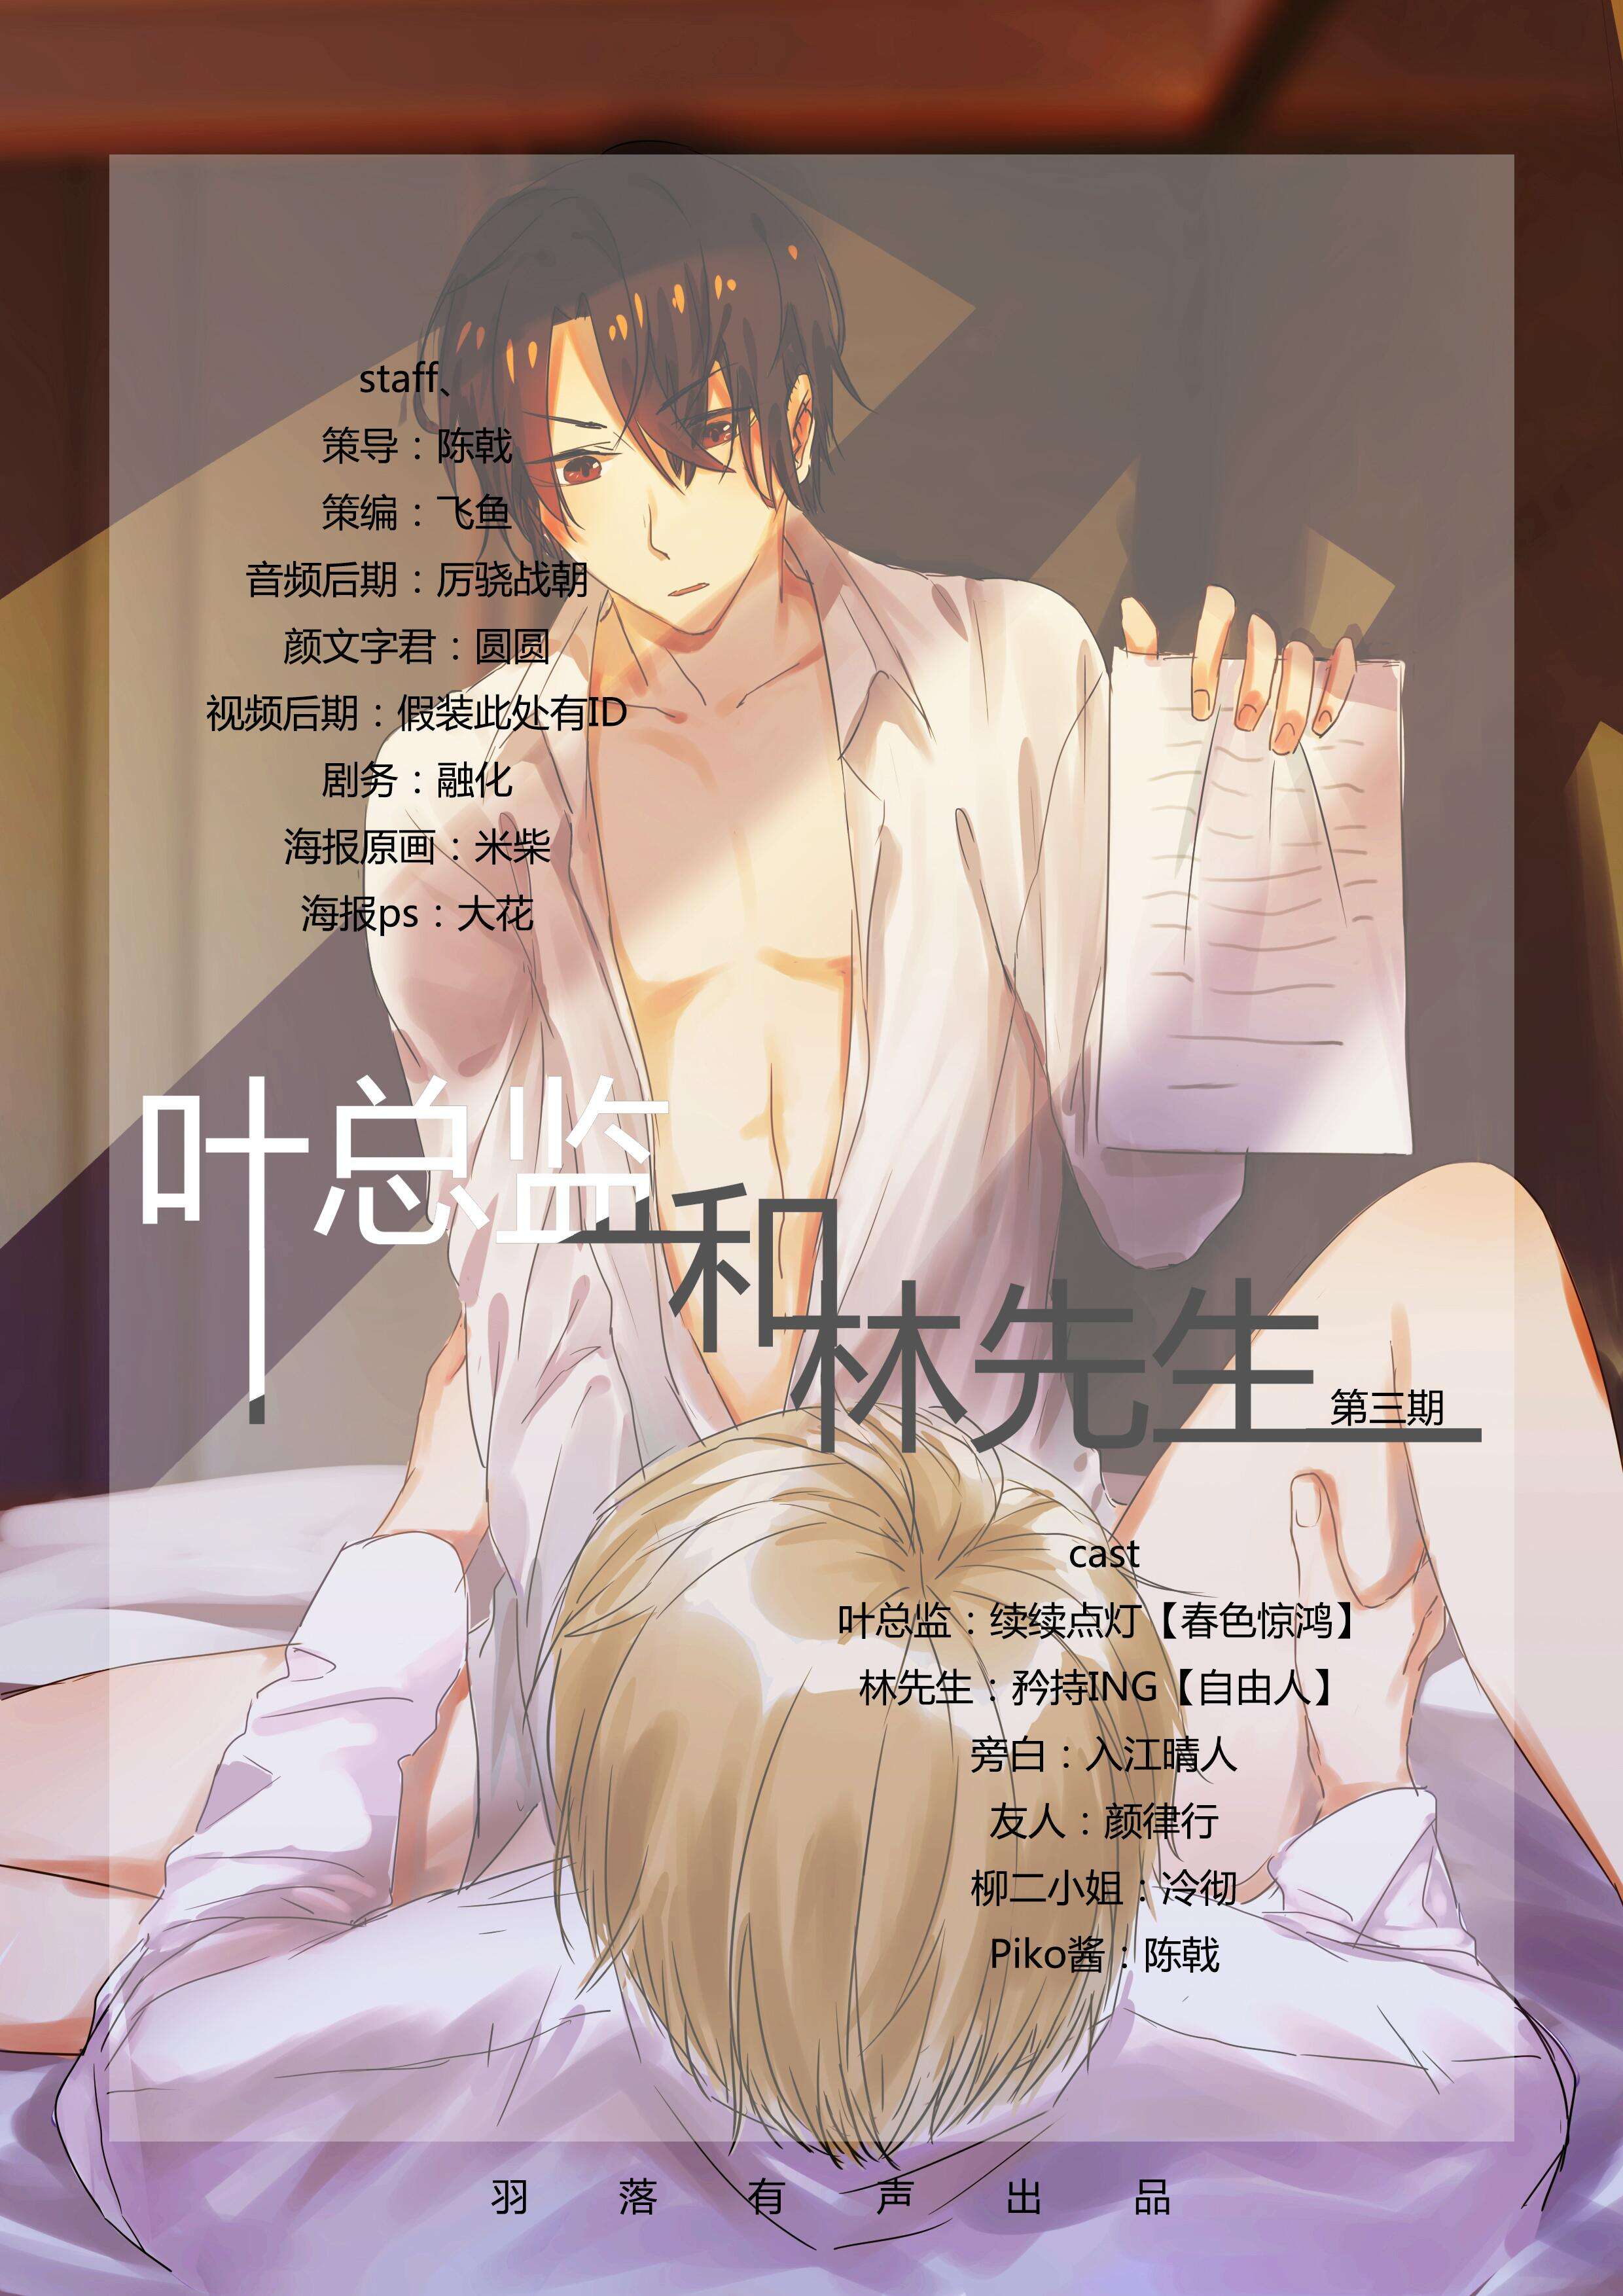 staff、
策导：陈戟
策编：飞鱼
音频后期：厉骁战朝
颜文字君：圆圆
视频后期：假装此处有ID
剧务：融化
海报原画：米柴
海报ps：大花
叶总监
和
林先生
第三期
cast
叶总监：续续点灯【春色惊鸿】
林先生：矜持ING【自由人】
旁白：入江晴人
友人：颜律行
柳二小姐：冷彻
Piko酱：陈戟
羽落有声出品